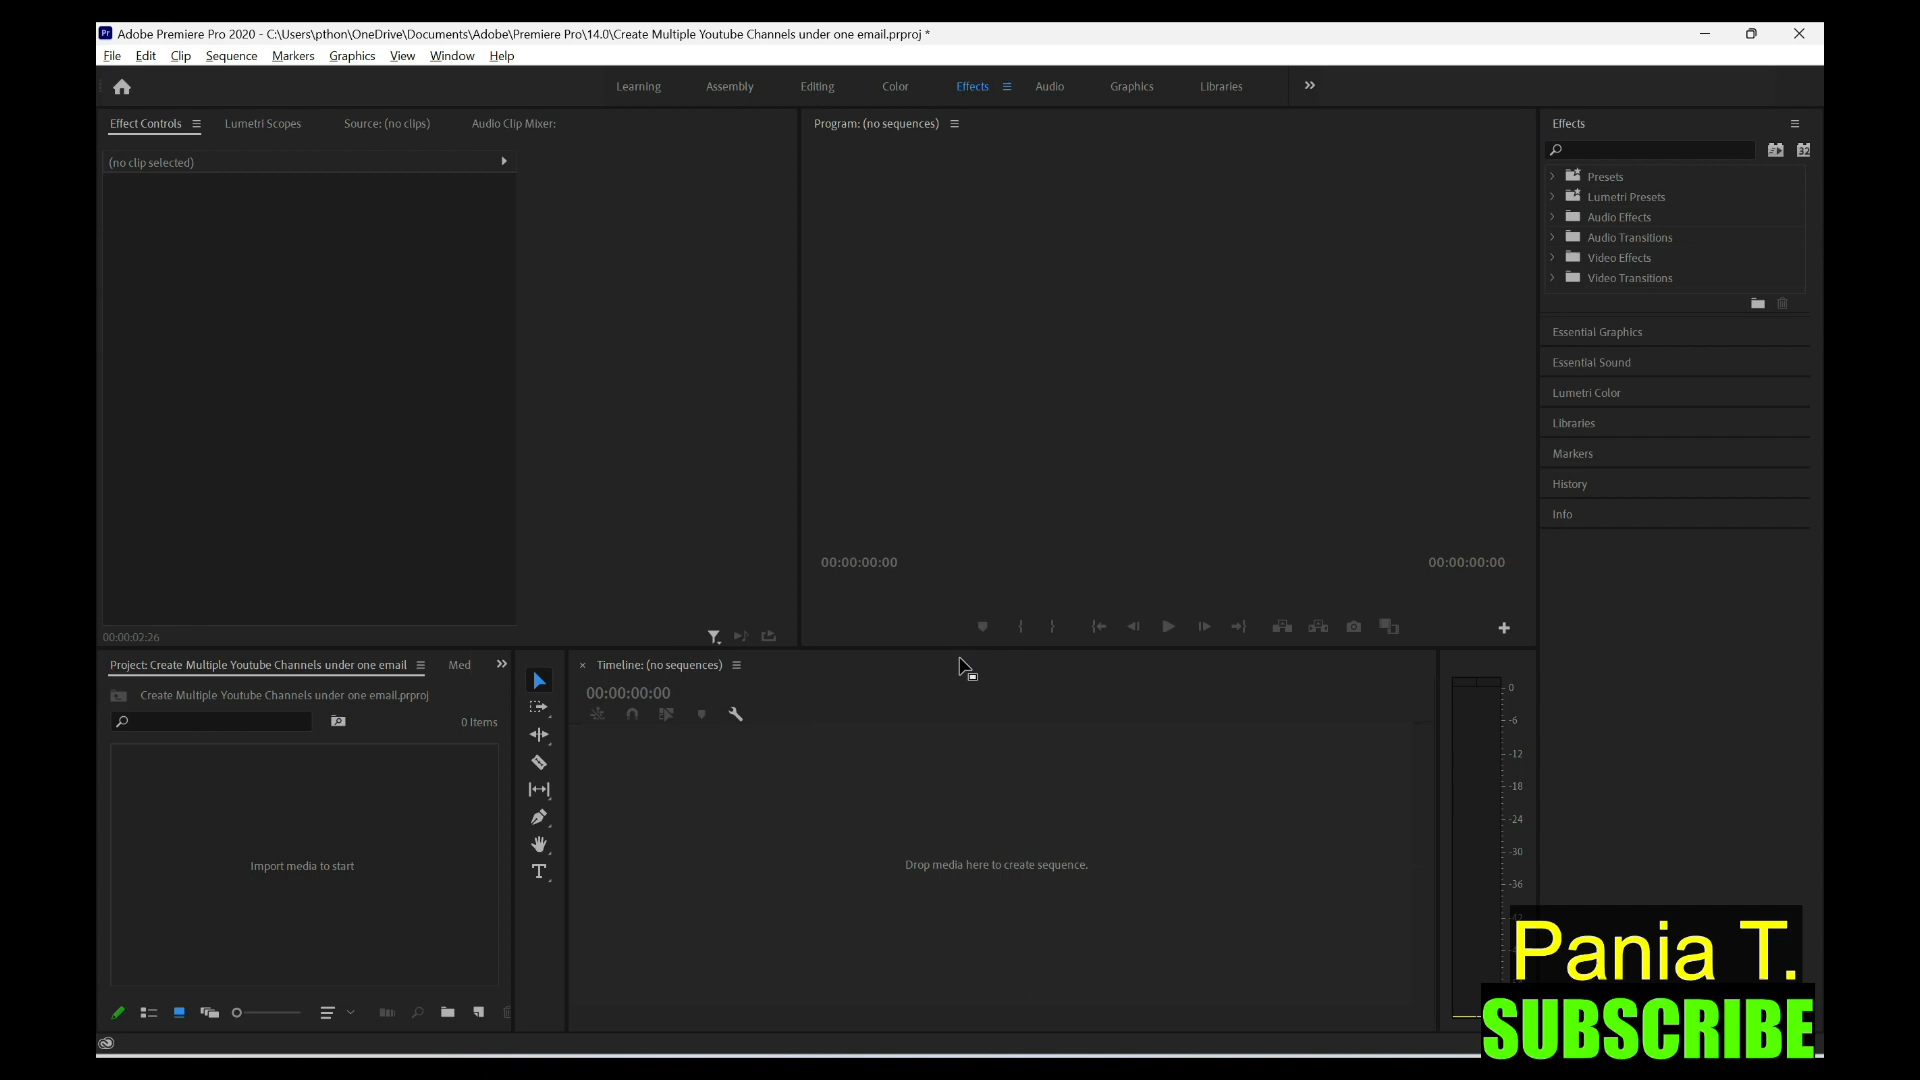 Pr Adobe Premiere Pro 2020 - C:\Users\pthon\OneDrive\Documents\Adobe\Premiere Pro\14.0\Create Multiple Youtube Channels under one email.prproj *
File Edit Clip Sequence Markers Graphics View Window Help
Learning Assembly Editing Color Effects Audio Graphics Libraries
Effect Controls Lumetri Scopes Source: (no clips) Audio Clip Mixer:
(no clip selected)
00:00:02:26
Program: (no sequences)
00:00:00:00 00:00:00:00
Effects
32
Presets
Lumetri Presets
Audio Effects
Audio Transitions
Video Effects
Video Transitions
Essential Graphics
Essential Sound
Lumetri Color
Libraries
Markers
History
Info
Project: Create Multiple Youtube Channels under one email Med
Create Multiple Youtube Channels under one email.prproj
0 Items
Import media to start
T
Timeline: (no sequences)
00:00:00:00
Drop media here to create sequence.
0
-6
-12
-18
-24
-30
-36
Pania T.
SUBSCRIBE